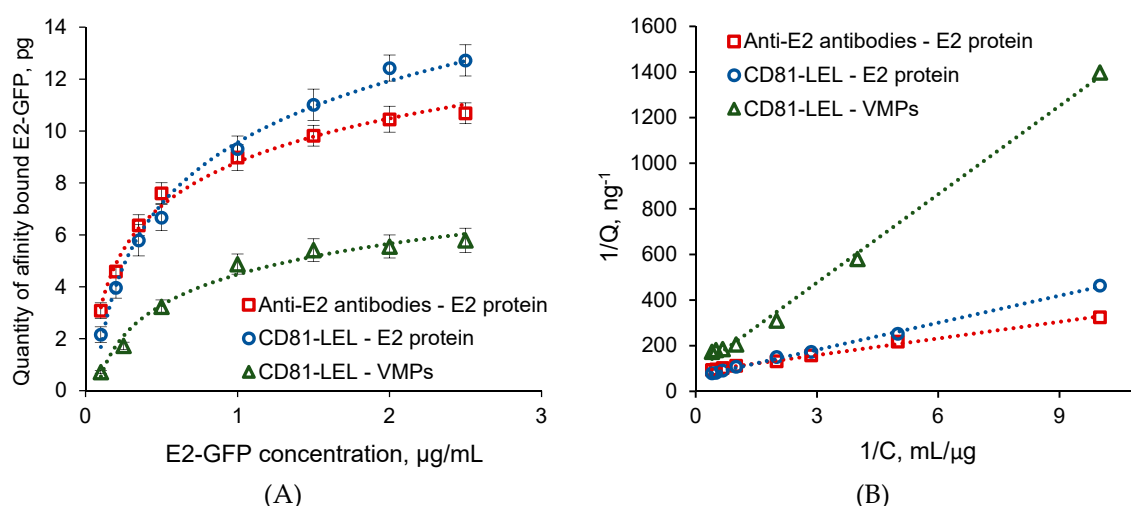 Quantity of afinity bound E2-GFP, pg
14
12
10
8
6
4
2
0
0
1
2
3
Anti-E2 antibodies - E2 protein
CD81-LEL - E2 protein
CD81-LEL - VMPs
E2-GFP concentration, µg/mL
(A)
1/Q, ng-1
1600
1400
1200
1000
800
600
400
200
0
0
3
6
9
Anti-E2 antibodies - E2 protein
CD81-LEL - E2 protein
CD81-LEL - VMPs
1/C, mL/µg
(B)